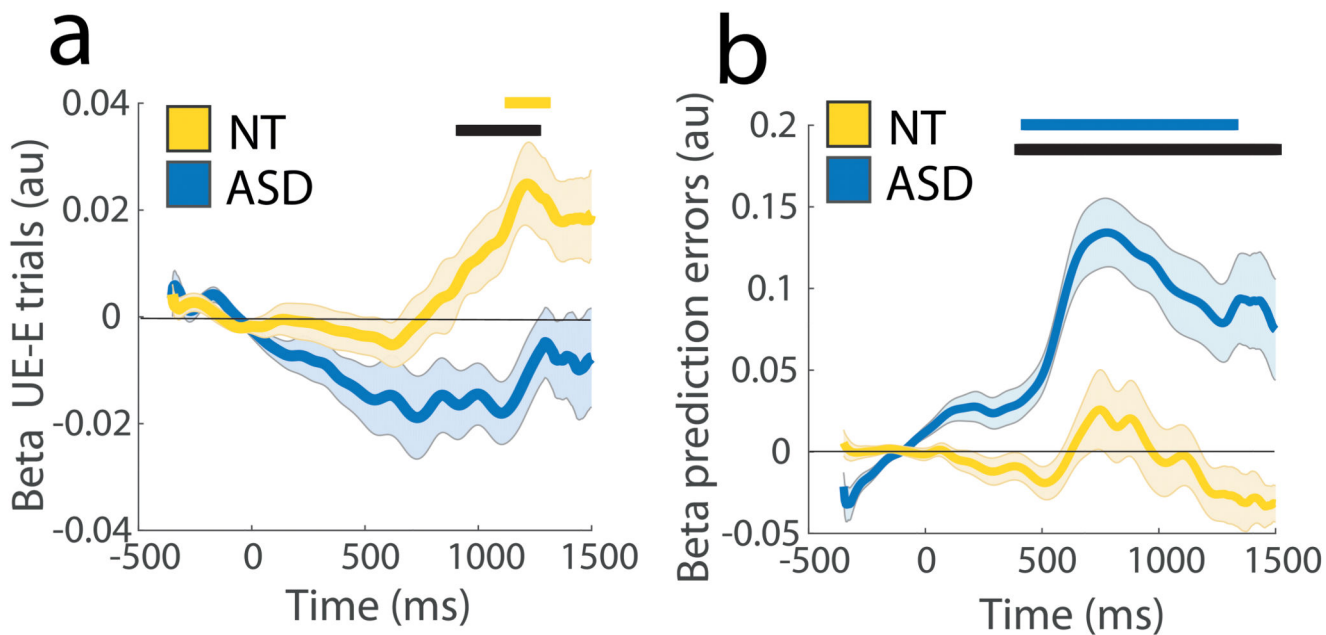 a
Beta UE-E trials (au)
0.04
0.02
0
-0.02
-0.04
NT
ASD
-500
0
500
1000
1500
Time (ms)
b
Beta prediction errors (au)
0.2
0.15
0.1
0.05
0
-0.05
NT
ASD
-500
0
500
1000
1500
Time (ms)